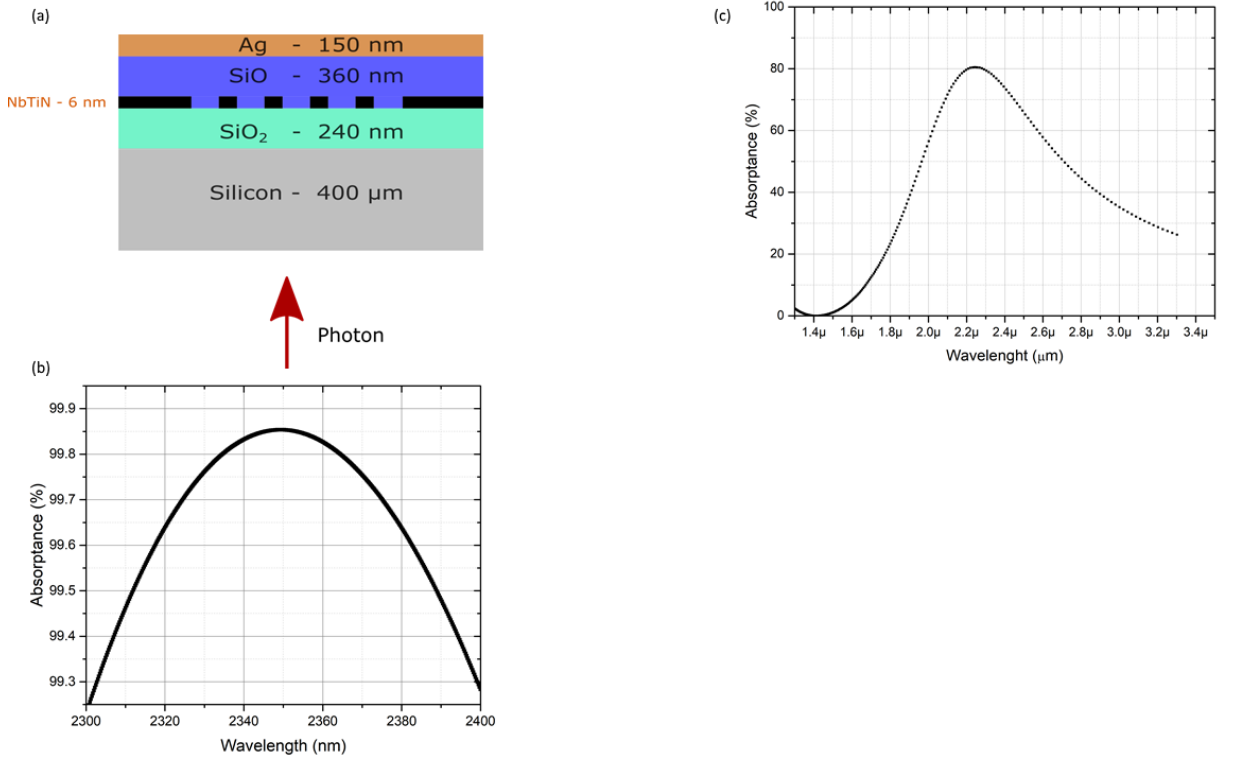 (a)
Ag - 150 nm
SiO - 360 nm
NbTiN - 6 nm
SiO₂ - 240 nm
Silicon - 400 µm
Photon
(b)
99.9
99.8
99.7
99.6
99.5
99.4
99.3
Absorptance (%)
2300 2320 2340 2360 2380 2400
Wavelength (nm)
(c)
100
80
60
40
20
0
Absorptance (%)
1.4µ 1.6µ 1.8µ 2.0µ 2.2µ 2.4µ 2.6µ 2.8µ 3.0µ 3.2µ 3.4µ
Wavelenght (µm)